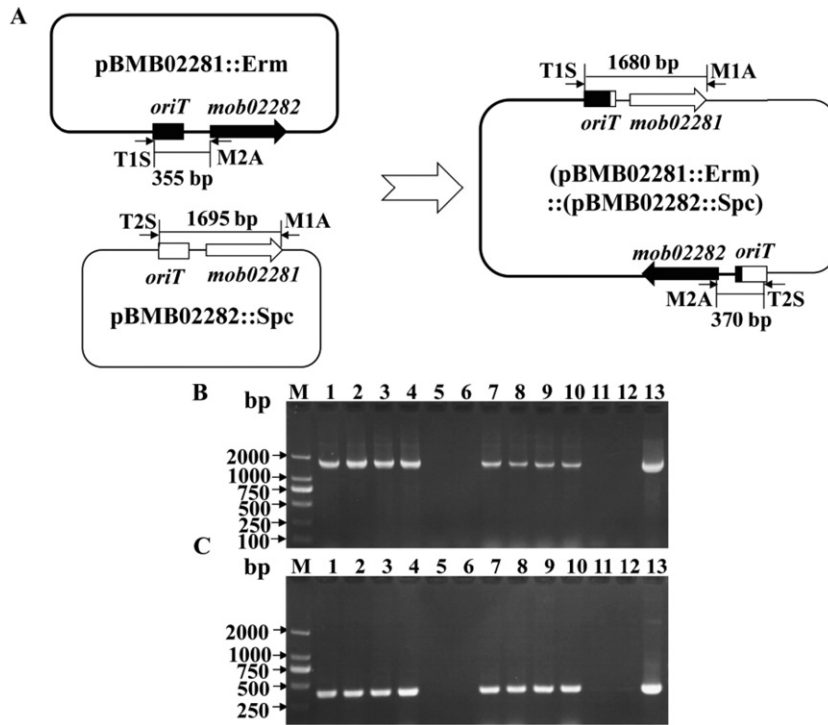 A
pBMB02281::Erm
oriT mob02282
T1S M2A
355 bp
T2S 1695 bp M1A
oriT mob02281
pBMB02282::Spc
T1S 1680 bp M1A
oriT mob02281
(pBMB02281::Erm)
::(pBMB02282::Spc)
mob02282 oriT
M2A T2S
370 bp
B bp M 1 2 3 4 5 6 7 8 9 10 11 12 13
2000
1000
750
500
250
100
C
bp M 1 2 3 4 5 6 7 8 9 10 11 12 13
2000
1000
750
500
250